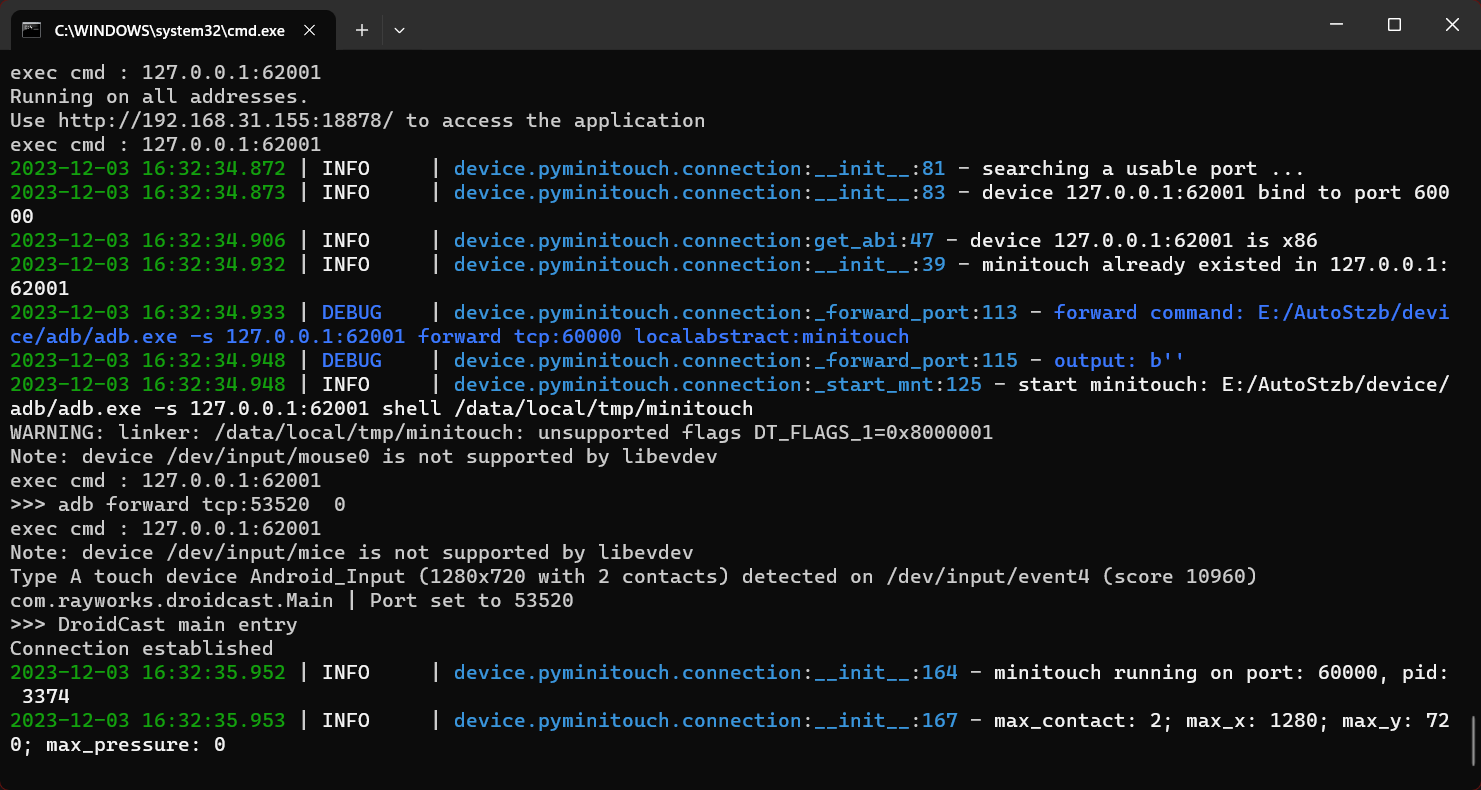 C:\WINDOWS\system32\cmd.exe
exec cmd : 127.0.0.1:62001
Running on all addresses.
Use http://192.168.31.155:18878/ to access the application
exec cmd : 127.0.0.1:62001
2023-12-03 16:32:34.872 | INFO     | device.pyminitouch.connection:__init__:81 - searching a usable port ...
2023-12-03 16:32:34.873 | INFO     | device.pyminitouch.connection:__init__:83 - device 127.0.0.1:62001 bind to port 600
00
2023-12-03 16:32:34.906 | INFO     | device.pyminitouch.connection:get_abi:47 - device 127.0.0.1:62001 is x86
2023-12-03 16:32:34.932 | INFO     | device.pyminitouch.connection:__init__:39 - minitouch already existed in 127.0.0.1:
62001
2023-12-03 16:32:34.933 | DEBUG    | device.pyminitouch.connection:_forward_port:113 - forward command: E:/AutoStzb/devi
ce/adb/adb.exe -s 127.0.0.1:62001 forward tcp:60000 localabstract:minitouch
2023-12-03 16:32:34.948 | DEBUG    | device.pyminitouch.connection:_forward_port:115 - output: b''
2023-12-03 16:32:34.948 | INFO     | device.pyminitouch.connection:_start_mnt:125 - start minitouch: E:/AutoStzb/device/
adb/adb.exe -s 127.0.0.1:62001 shell /data/local/tmp/minitouch
WARNING: linker: /data/local/tmp/minitouch: unsupported flags DT_FLAGS_1=0x8000001
Note: device /dev/input/mouse0 is not supported by libevdev
exec cmd : 127.0.0.1:62001
>>> adb forward tcp:53520  0
exec cmd : 127.0.0.1:62001
Note: device /dev/input/mice is not supported by libevdev
Type A touch device Android_Input (1280x720 with 2 contacts) detected on /dev/input/event4 (score 10960)
com.rayworks.droidcast.Main | Port set to 53520
>>> DroidCast main entry
Connection established
2023-12-03 16:32:35.952 | INFO     | device.pyminitouch.connection:__init__:164 - minitouch running on port: 60000, pid:
 3374
2023-12-03 16:32:35.953 | INFO     | device.pyminitouch.connection:__init__:167 - max_contact: 2; max_x: 1280; max_y: 72
0; max_pressure: 0